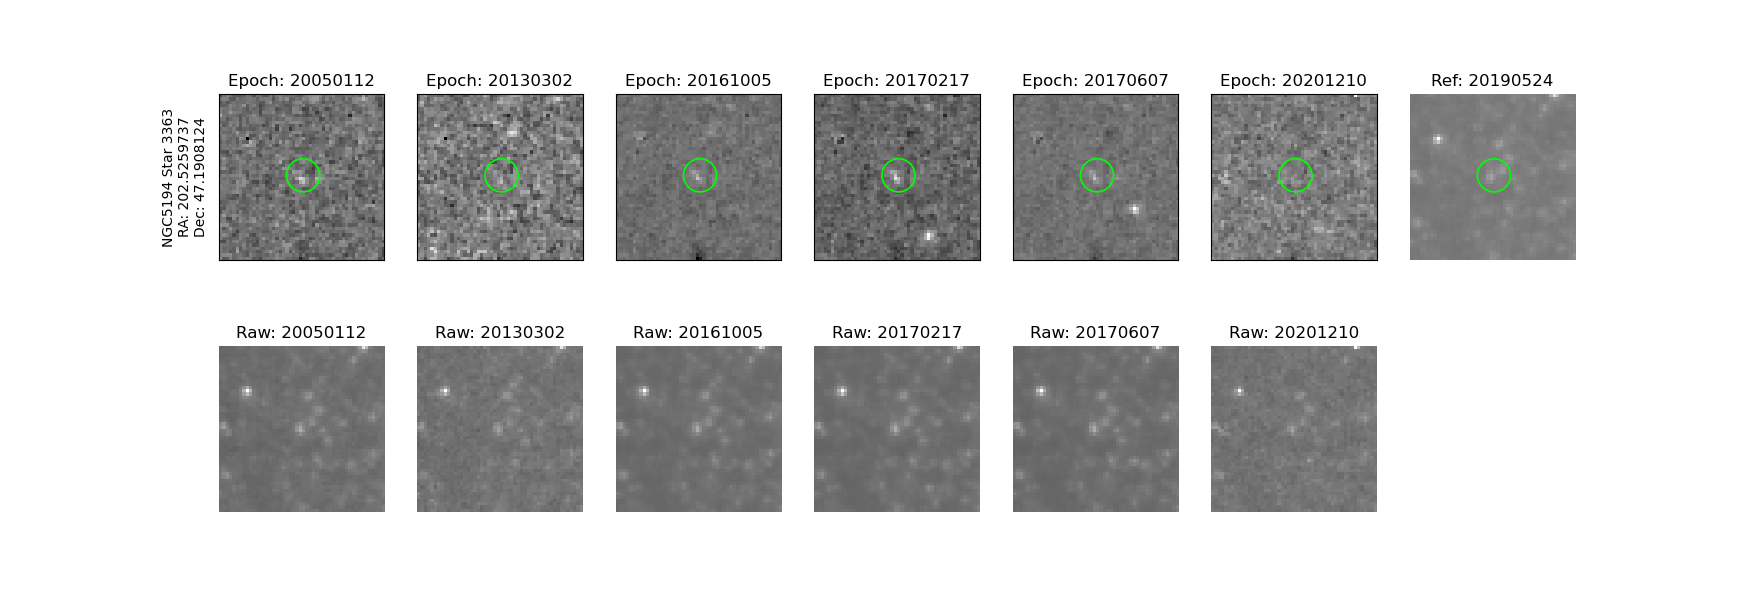 Epoch: 20050112
Epoch: 20130302
Epoch: 20161005
Epoch: 20170217
Epoch: 20170607
Epoch: 20201210
Ref: 20190524
NGC5194 Star 3363
RA: 202.5259737
Dec: 47.1908124
Raw: 20050112
Raw: 20130302
Raw: 20161005
Raw: 20170217
Raw: 20170607
Raw: 20201210